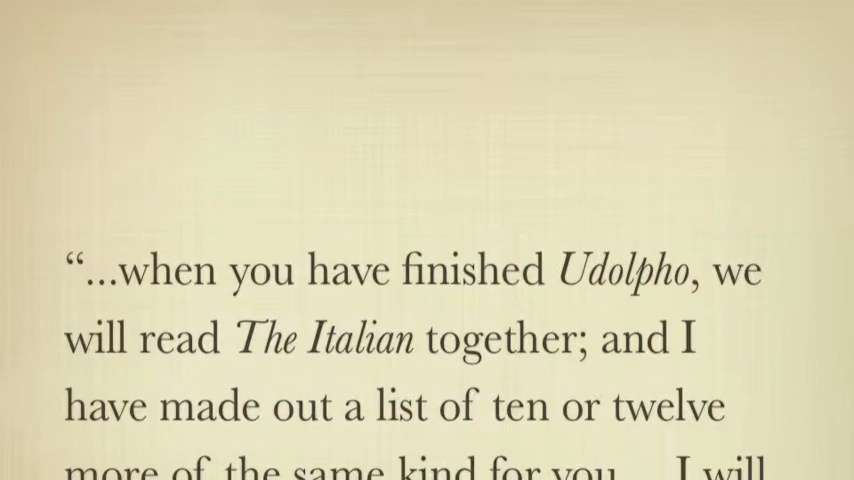 “...when you have finished Udolpho, we
will read The Italian together; and I
have made out a list of ten or twelve
more of the same kind for you.... I will